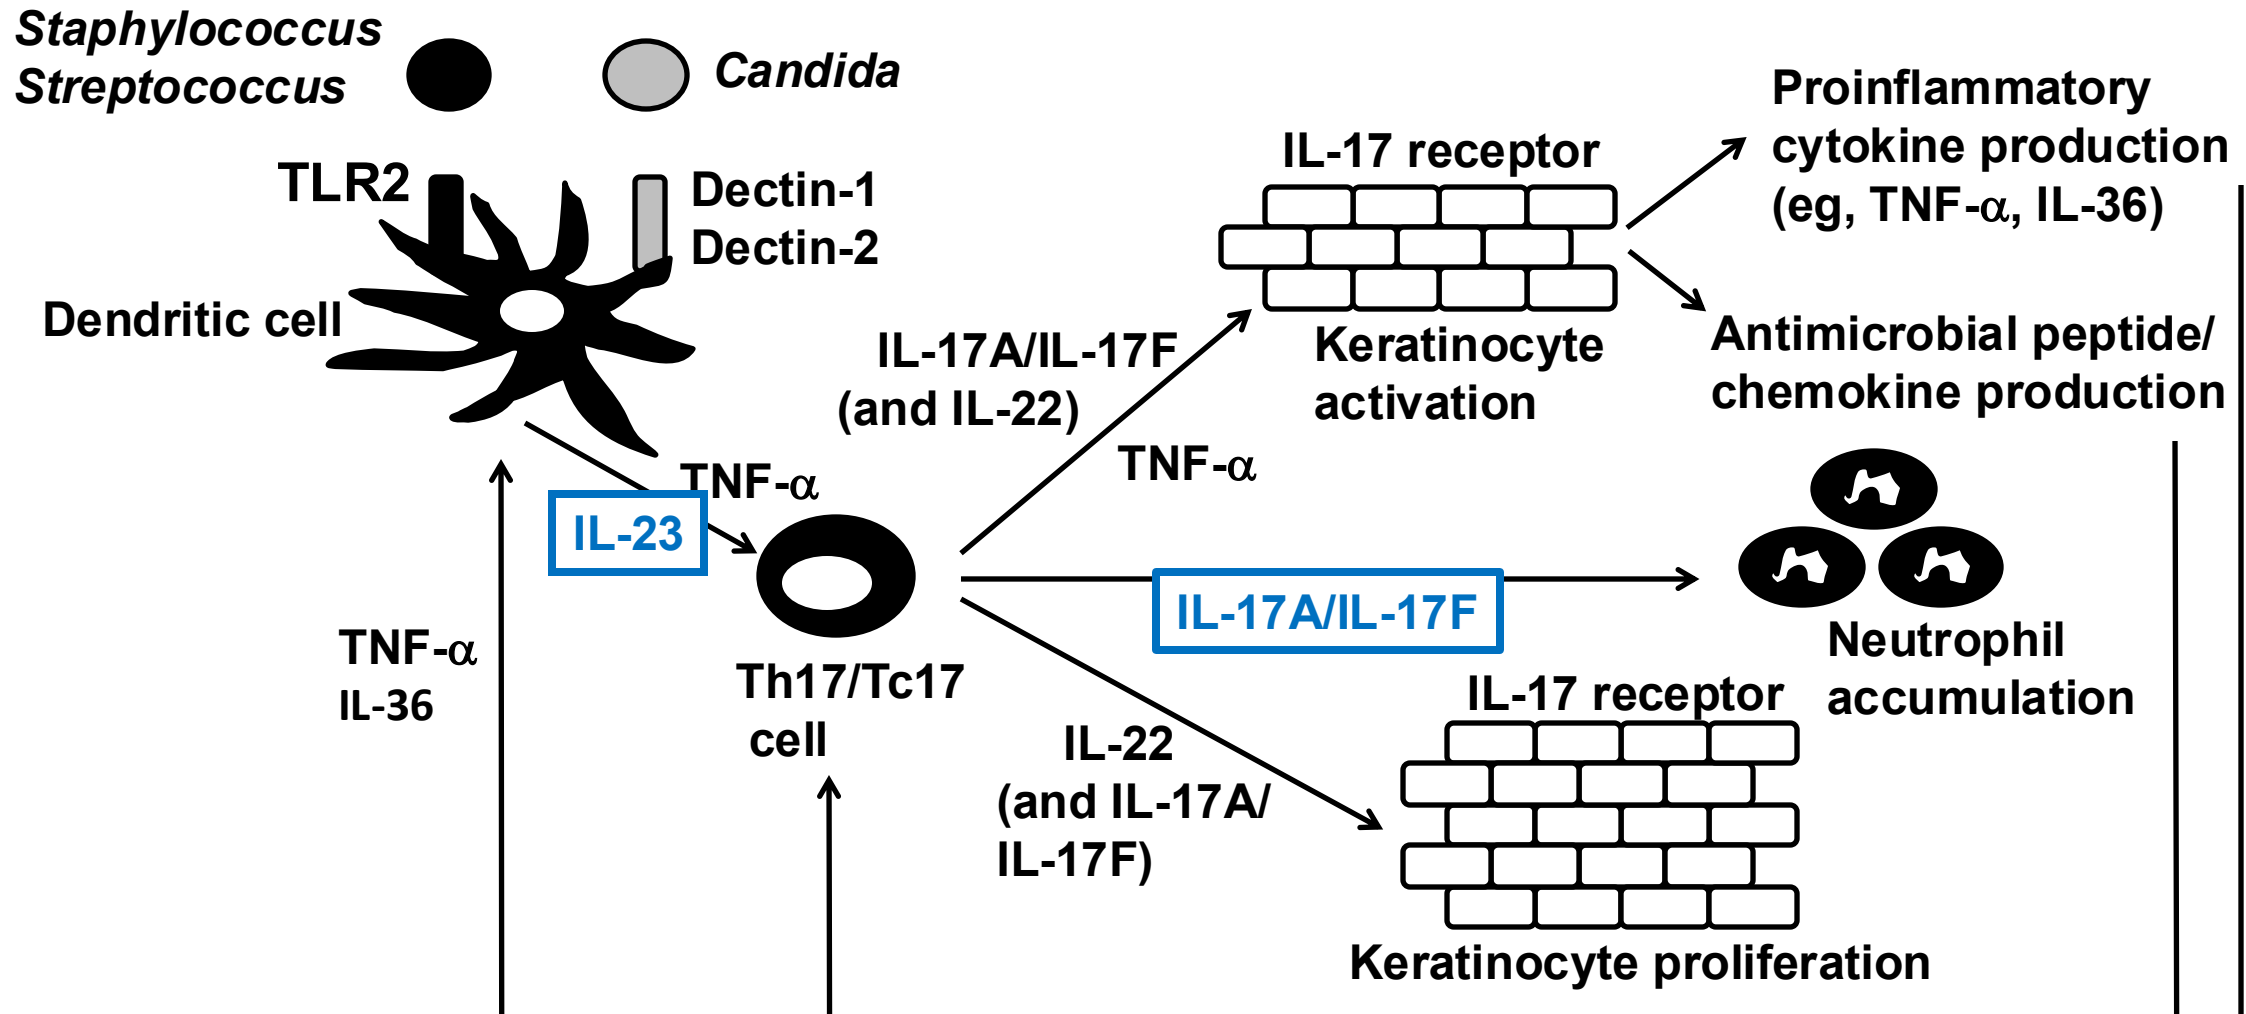 Staphylococcus
Streptococcus
Candida
TLR2
Dectin-1
Dectin-2
Dendritic cell
TNF-α
IL-23
TNF-α
IL-36
Th17/Tc17
cell
IL-17A/IL-17F
(and IL-22)
TNF-α
IL-17 receptor
Keratinocyte
activation
Proinflammatory
cytokine production
(eg, TNF-α, IL-36)
Antimicrobial peptide/
chemokine production
IL-17A/IL-17F
Neutrophil
accumulation
IL-22
(and IL-17A/
IL-17F)
IL-17 receptor
Keratinocyte proliferation